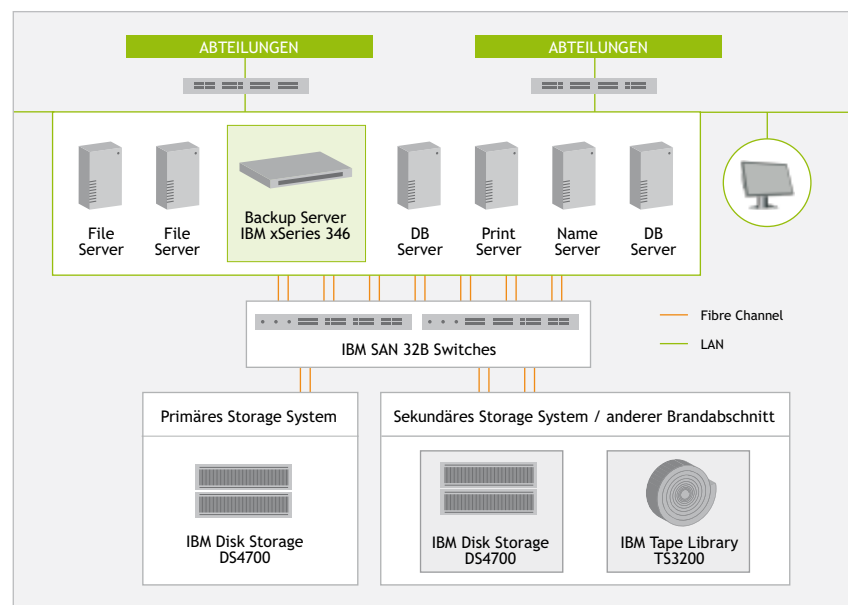 ABTEILUNGEN
ABTEILUNGEN
File
Server
File
Server
Backup Server
IBM xSeries 346
DB
Server
Print
Server
Name
Server
DB
Server
IBM SAN 32B Switches
Fibre Channel
LAN
Primäres Storage System
Sekundäres Storage System / anderer Brandabschnitt
IBM Disk Storage
DS4700
IBM Disk Storage
DS4700
IBM Tape Library
TS3200